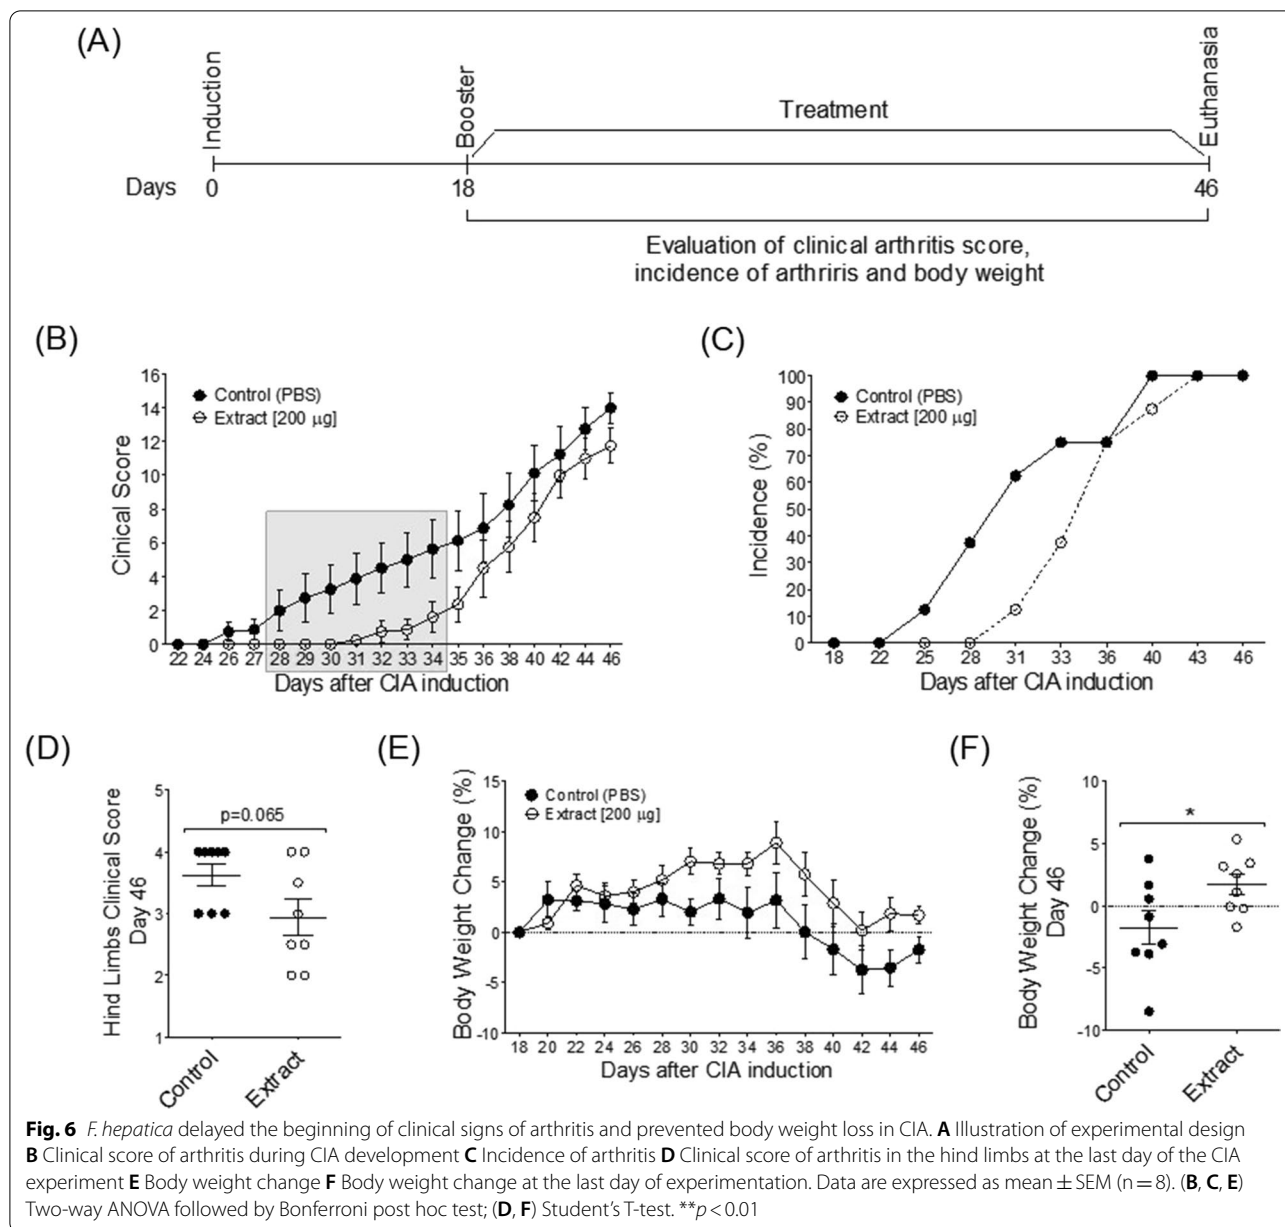 (A)
Induction
Booster
Treatment
Euthanasia
Days 0 18 46
Evaluation of clinical arthritis score,
incidence of arthriris and body weight
(B)
Cinical Score
16
14
12
10
8
6
4
2
0
Control (PBS)
Extract [200 µg]
22 24 26 27 28 29 30 31 32 33 34 35 36 38 40 42 44 46
Days after CIA induction
(C)
Incidence (%)
100
90
80
70
60
50
40
30
20
10
0
Control (PBS)
Extract [200 µg]
18 22 25 28 31 33 36 40 43 46
Days after CIA induction
(D)
Hind Limbs Clinical Score
Day 46
5
4
3
2
1
p=0.065
Control Extract
(E)
Body Weight Change (%)
15
10
5
0
-5
-10
Control (PBS)
Extract [200 µg]
18 20 22 24 26 28 30 32 34 36 38 40 42 44 46
Days after CIA induction
(F)
Body Weight Change (%)
Day 46
10
5
0
-5
-10
*
Control Extract
Fig. 6 F. hepatica delayed the beginning of clinical signs of arthritis and prevented body weight loss in CIA. A Illustration of experimental design
B Clinical score of arthritis during CIA development C Incidence of arthritis D Clinical score of arthritis in the hind limbs at the last day of the CIA
experiment E Body weight change F Body weight change at the last day of experimentation. Data are expressed as mean ± SEM (n = 8). (B, C, E)
Two-way ANOVA followed by Bonferroni post hoc test; (D, F) Student’s T-test. **p < 0.01